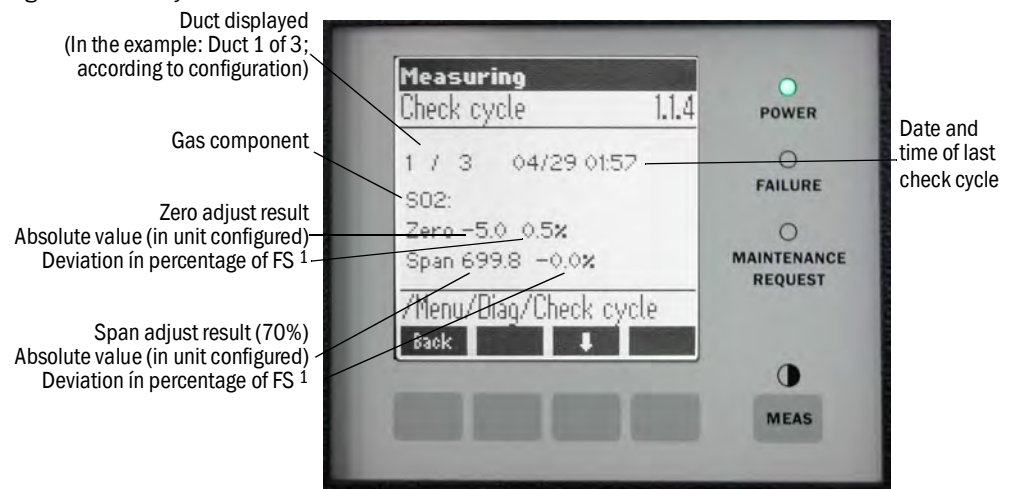 Duct displayed
(In the example: Duct 1 of 3;
according to configuration)
Gas component
Zero adjust result
Absolute value (in unit configured)
Deviation ín percentage of FS 1
Span adjust result (70%)
Absolute value (in unit configured)
Deviation ín percentage of FS 1
Measuring
Check cycle 1.1.4
1 / 3 04/29 01:57
SO2:
Zero -5.0 0.5%
Span 699.8 -0.0%
/Menu/Diag/Check cycle
Back
POWER
FAILURE
MAINTENANCE
REQUEST
MEAS
Date and
time of last
check cycle